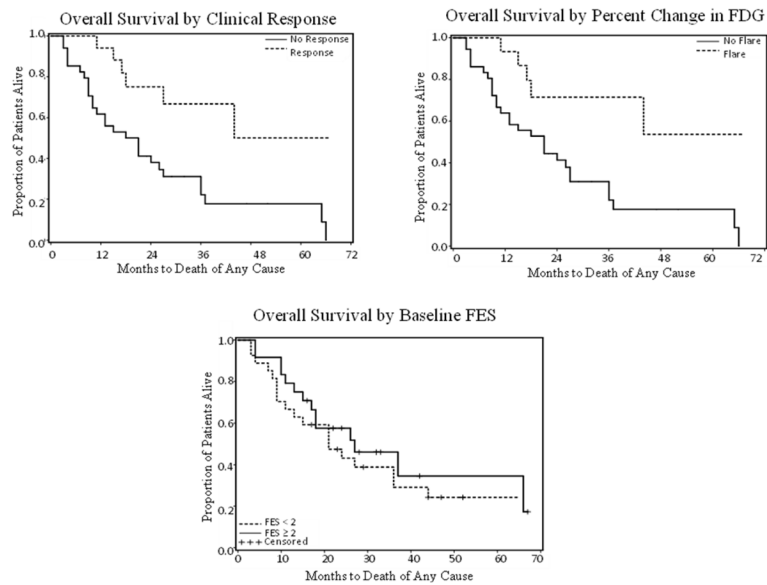 Overall Survival by Clinical Response
1.0
0.8
0.6
0.4
0.2
0.0
Proportion of Patients Alive
No Response
Response
0
12
24
36
48
60
72
Months to Death of Any Cause
Overall Survival by Percent Change in FDG
1.0
0.8
0.6
0.4
0.2
0.0
Proportion of Patients Alive
No Flare
Flare
0
12
24
36
48
60
72
Months to Death of Any Cause
Overall Survival by Baseline FES
1.0
0.8
0.6
0.4
0.2
0.0
Proportion of Patients Alive
FES < 2
FES ≥ 2
Censored
0
10
20
30
40
50
60
70
Months to Death of Any Cause